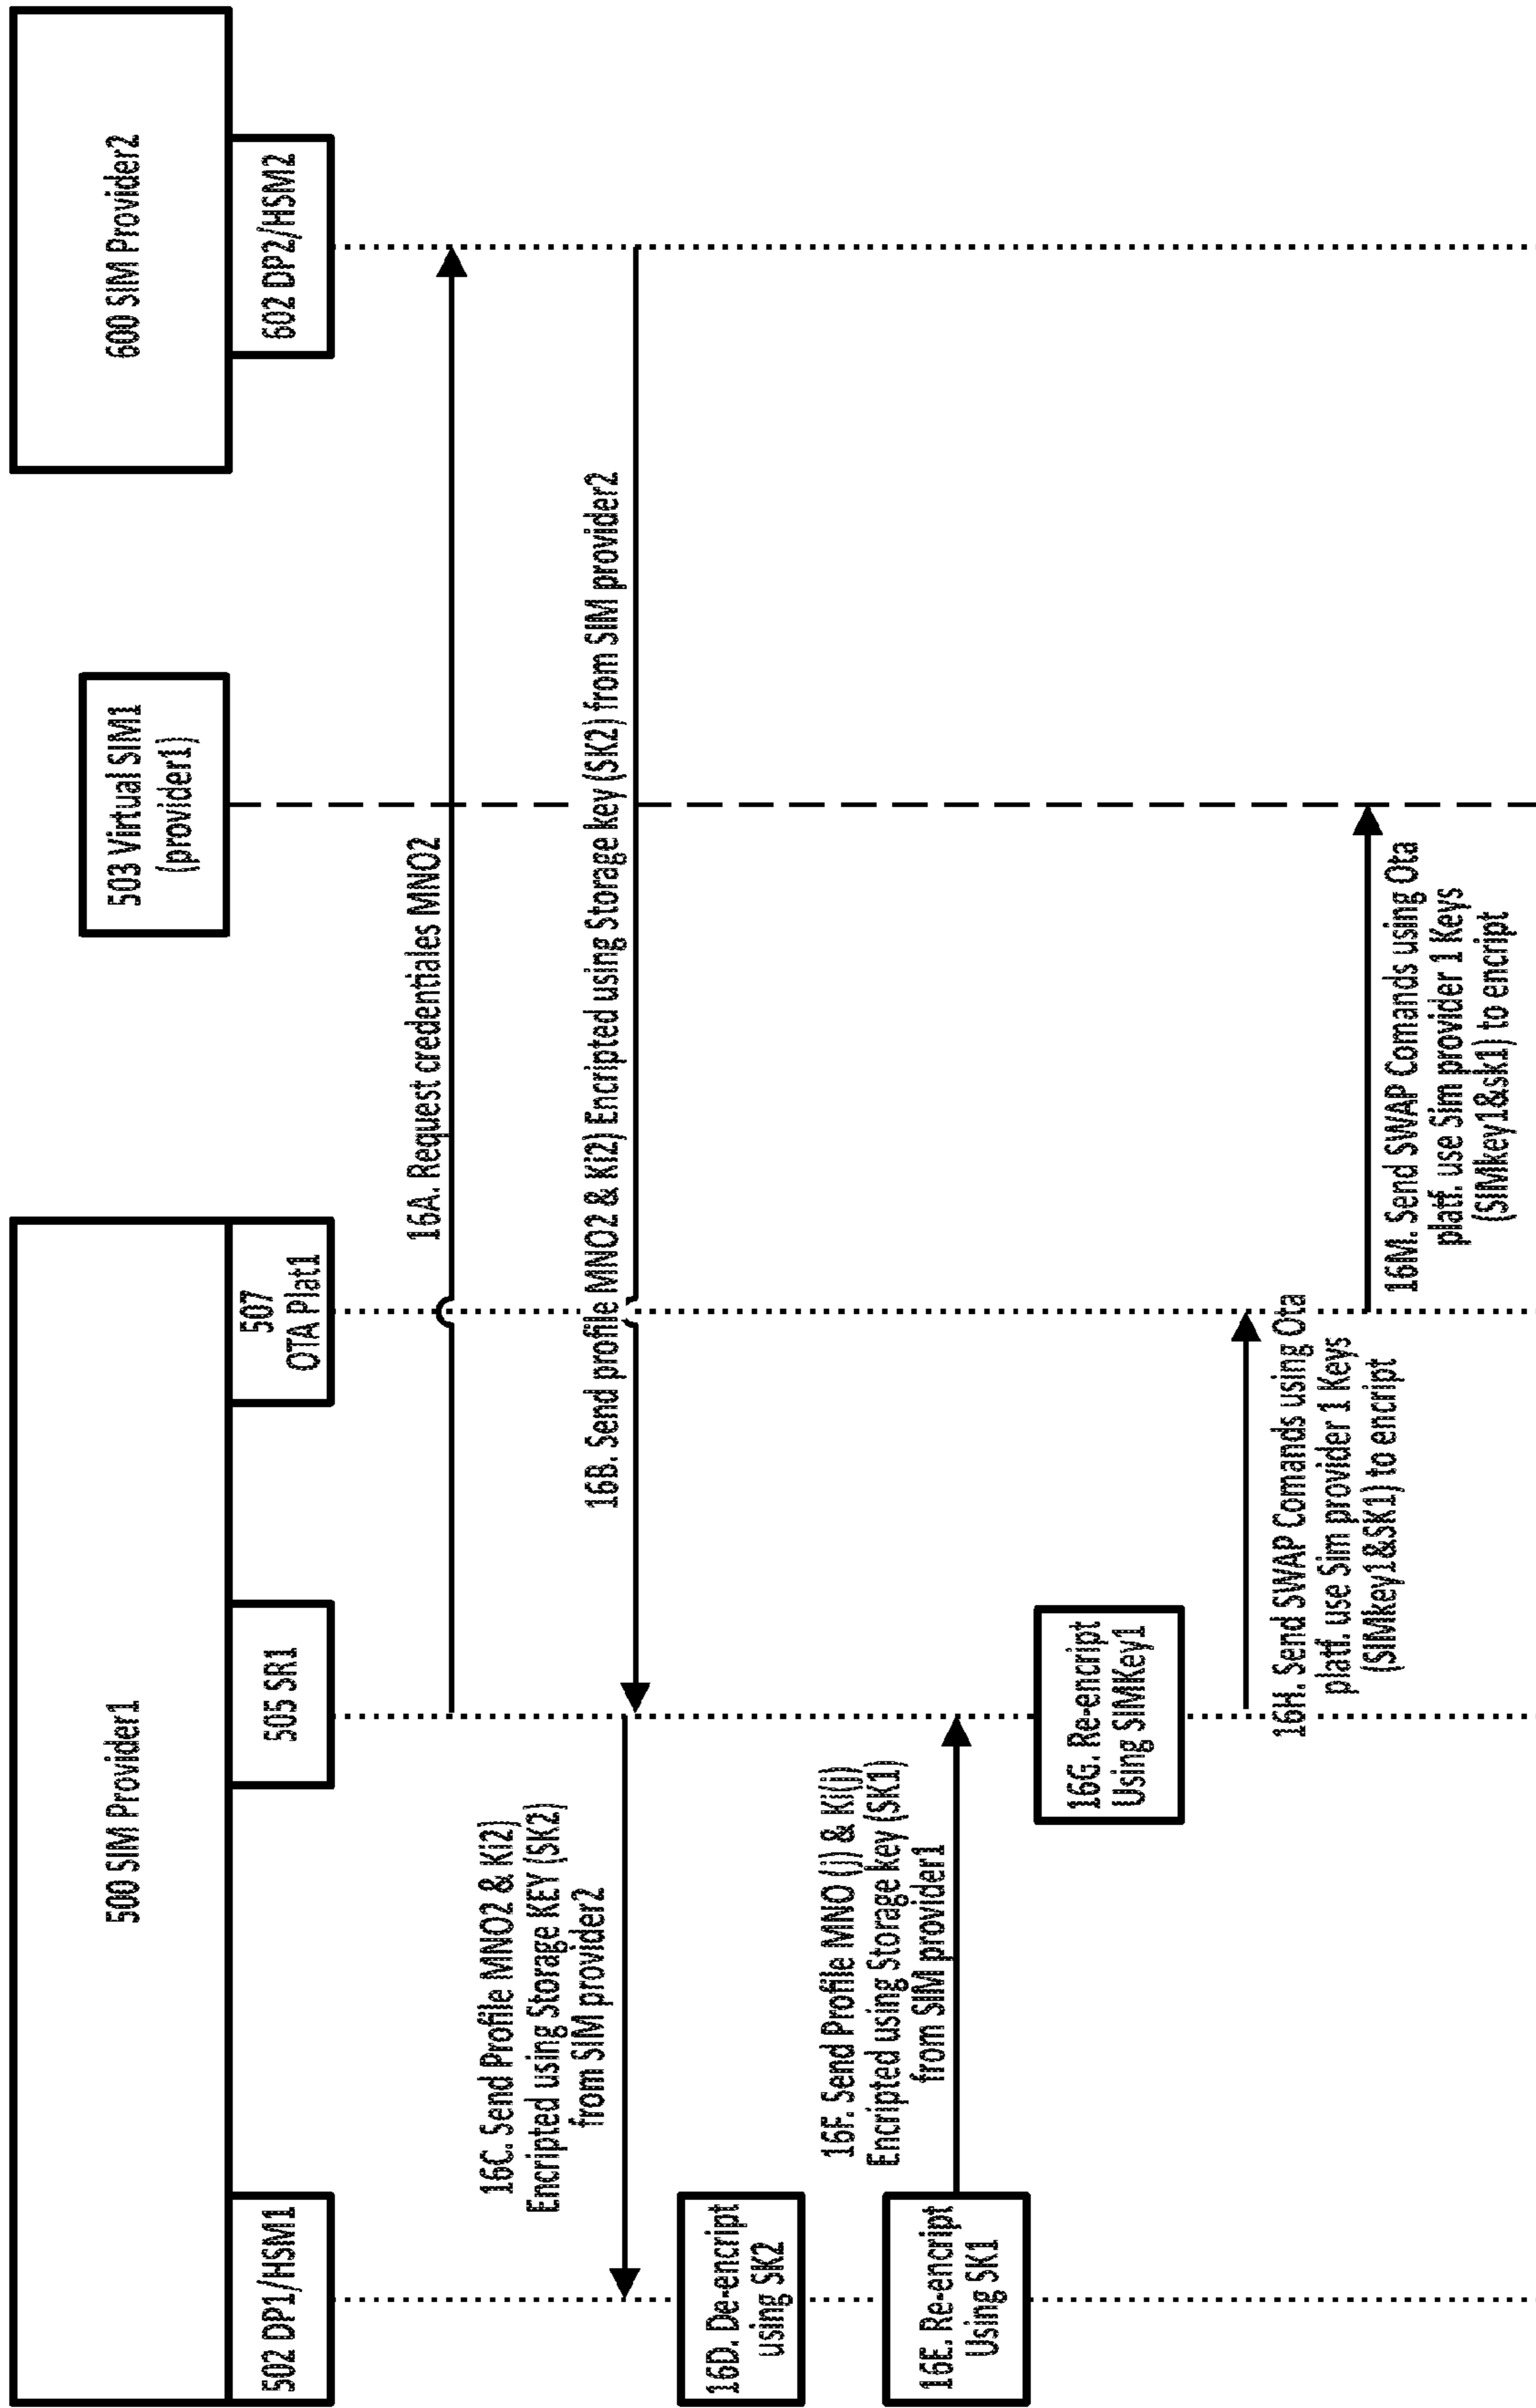 500 SIM Provider1
502 DP1/HSM1
505 SR1
507
OTA Plat1
503 Virtual SIM1
(provider1)
600 SIM Provider2
602 DP2/HSM2
16A. Request credentiales MNO2
16B. Send profile MNO2 & Ki2) Encripted using Storage key (SK2) from SIM provider2
16C. Send Profile MNO2 & Ki2)
Encripted using Storage KEY (SK2)
from SIM provider2
16D. De-encript
using SK2
16E. Re-encript
Using SK1
16F. Send Profile MNO (j) & Ki(j)
Encripted using Storage key (SK1)
from SIM provider1
16G. Re-encript
Using SIMKey1
16H. Send SWAP Comands using Ota
platf. use Sim provider 1 Keys
(SIMkey1&SK1) to encript
16M. Send SWAP Comands using Ota
platf. use Sim provider 1 Keys
(SIMkey1&sk1) to encript